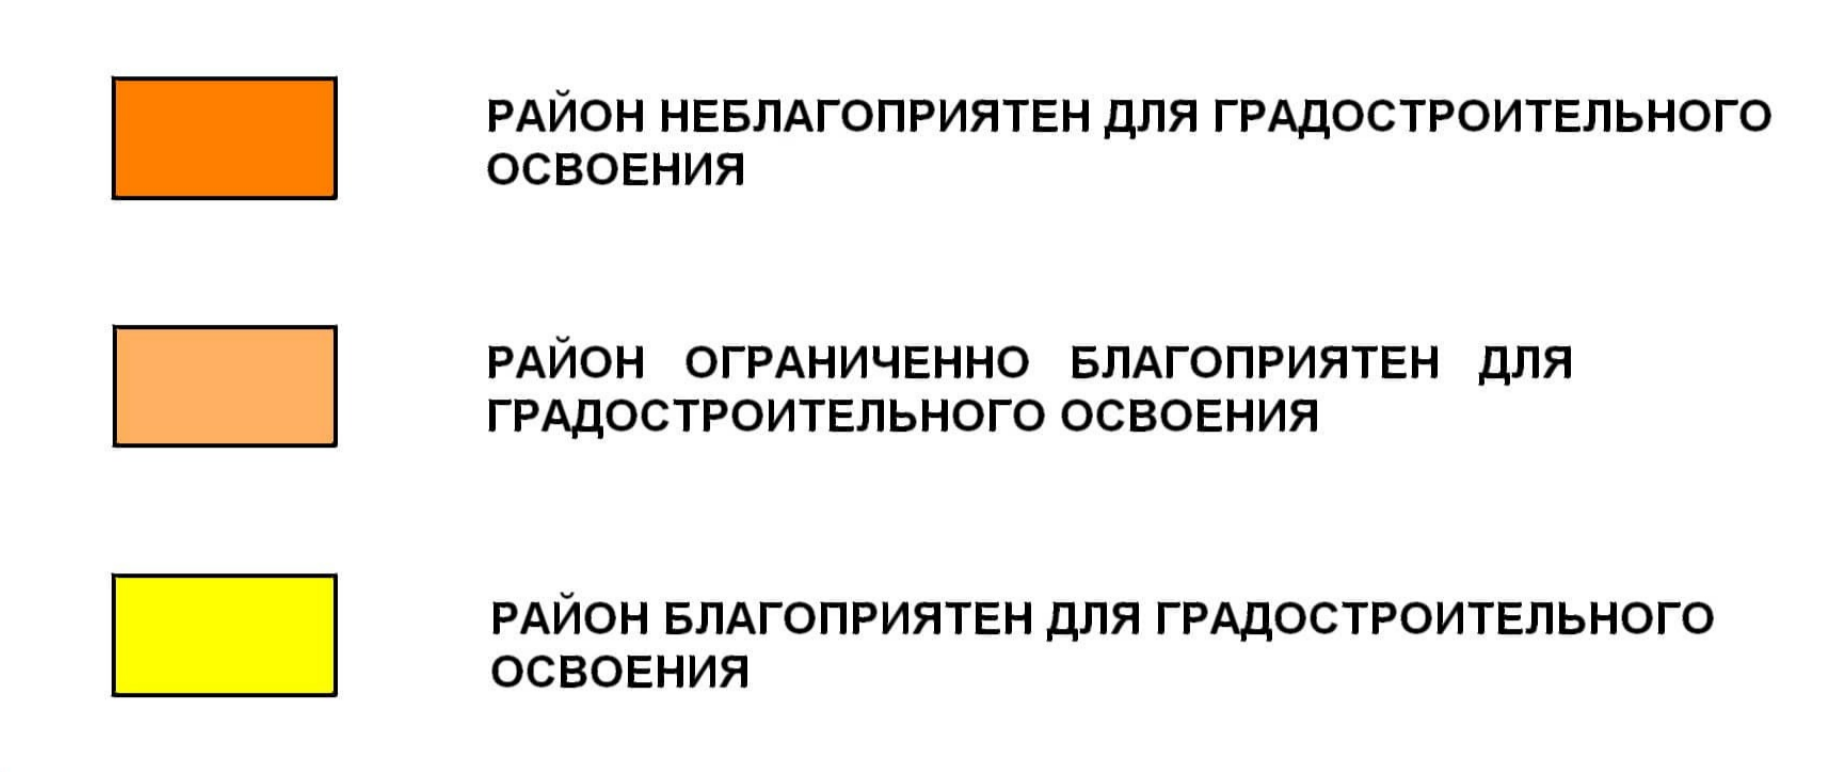 РАЙОН НЕБЛАГОПРИЯТЕН ДЛЯ ГРАДОСТРОИТЕЛЬНОГО
ОСВОЕНИЯ
РАЙОН ОГРАНИЧЕННО БЛАГОПРИЯТЕН ДЛЯ
ГРАДОСТРОИТЕЛЬНОГО ОСВОЕНИЯ
РАЙОН БЛАГОПРИЯТЕН ДЛЯ ГРАДОСТРОИТЕЛЬНОГО
ОСВОЕНИЯ